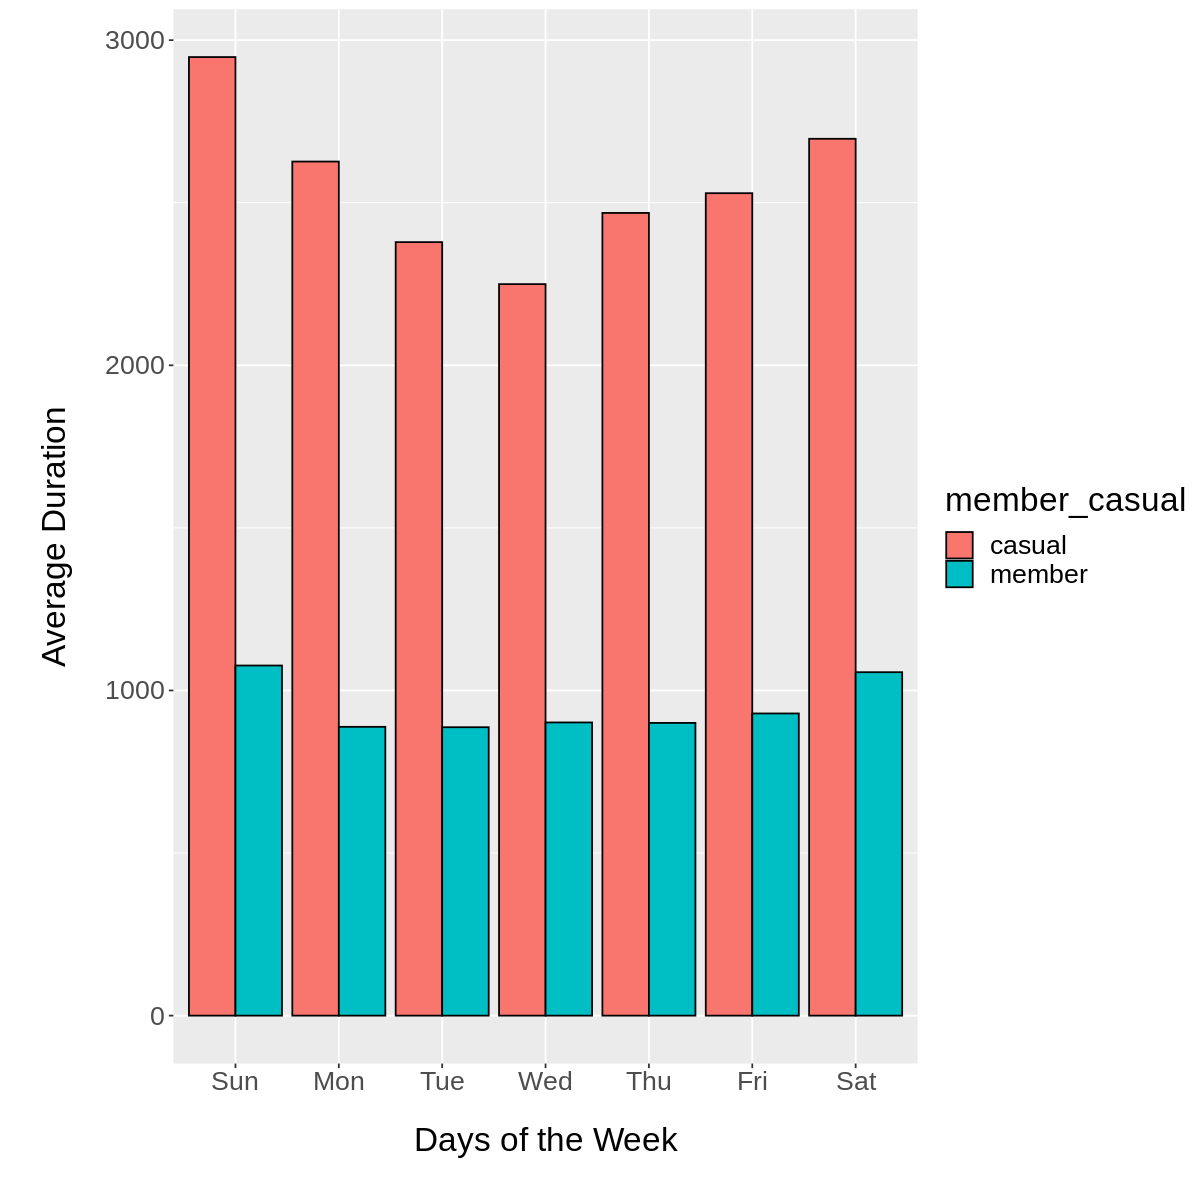 3000
2000
1000
0
Average Duration
Sun Mon Tue Wed Thu Fri Sat
Days of the Week
member_casual
casual
member